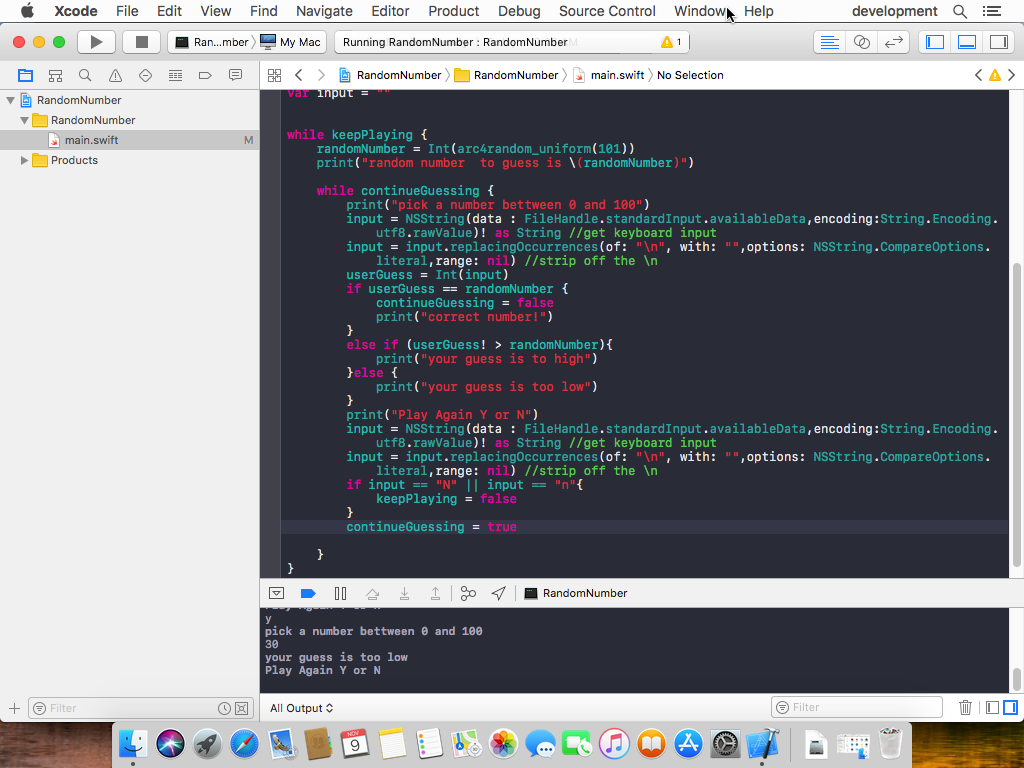 Xcode File Edit View Find Navigate Editor Product Debug Source Control Window Help development
Ran...mber My Mac Running RandomNumber : RandomNumber 1
RandomNumber RandomNumber main.swift No Selection
RandomNumber
RandomNumber
main.swift M
Products
var input = ""
while keepPlaying {
randomNumber = Int(arc4random_uniform(101))
print("random number  to guess is \(randomNumber)")
while continueGuessing {
print("pick a number bettween 0 and 100")
input = NSString(data : FileHandle.standardInput.availableData,encoding:String.Encoding.
utf8.rawValue)! as String //get keyboard input
input = input.replacingOccurrences(of: "\n", with: "",options: NSString.CompareOptions.
literal,range: nil) //strip off the \n
userGuess = Int(input)
if userGuess == randomNumber {
continueGuessing = false
print("correct number!")
}
else if (userGuess! > randomNumber){
print("your guess is to high")
}else {
print("your guess is too low")
}
print("Play Again Y or N")
input = NSString(data : FileHandle.standardInput.availableData,encoding:String.Encoding.
utf8.rawValue)! as String //get keyboard input
input = input.replacingOccurrences(of: "\n", with: "",options: NSString.CompareOptions.
literal,range: nil) //strip off the \n
if input == "N" || input == "n"{
keepPlaying = false
}
continueGuessing = true
}
}
RandomNumber
Play Again Y or N
y
pick a number bettween 0 and 100
30
your guess is too low
Play Again Y or N
Filter All Output Filter
NOV
9